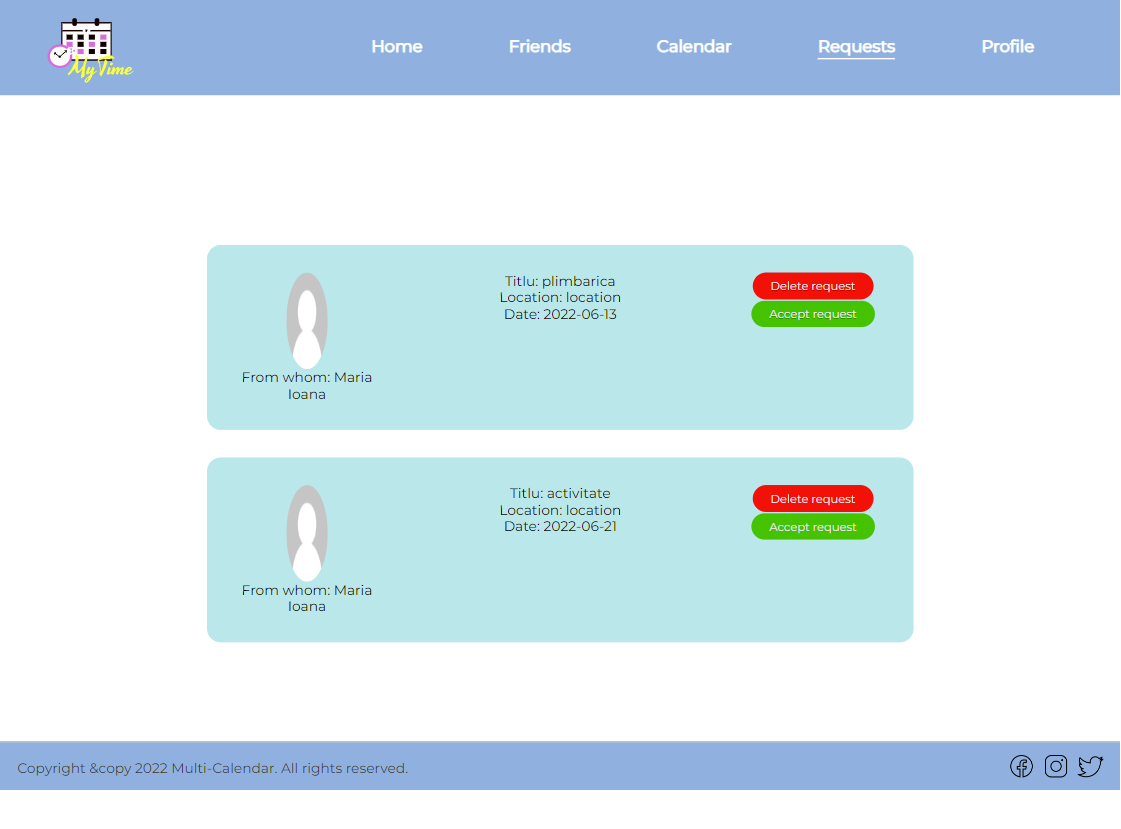 My Time
Home Friends Calendar Requests Profile
Titlu: plimbarica
Location: location
Date: 2022-06-13
Delete request
Accept request
From whom: Maria
Ioana
Titlu: activitate
Location: location
Date: 2022-06-21
Delete request
Accept request
From whom: Maria
Ioana
Copyright &copy 2022 Multi-Calendar. All rights reserved.